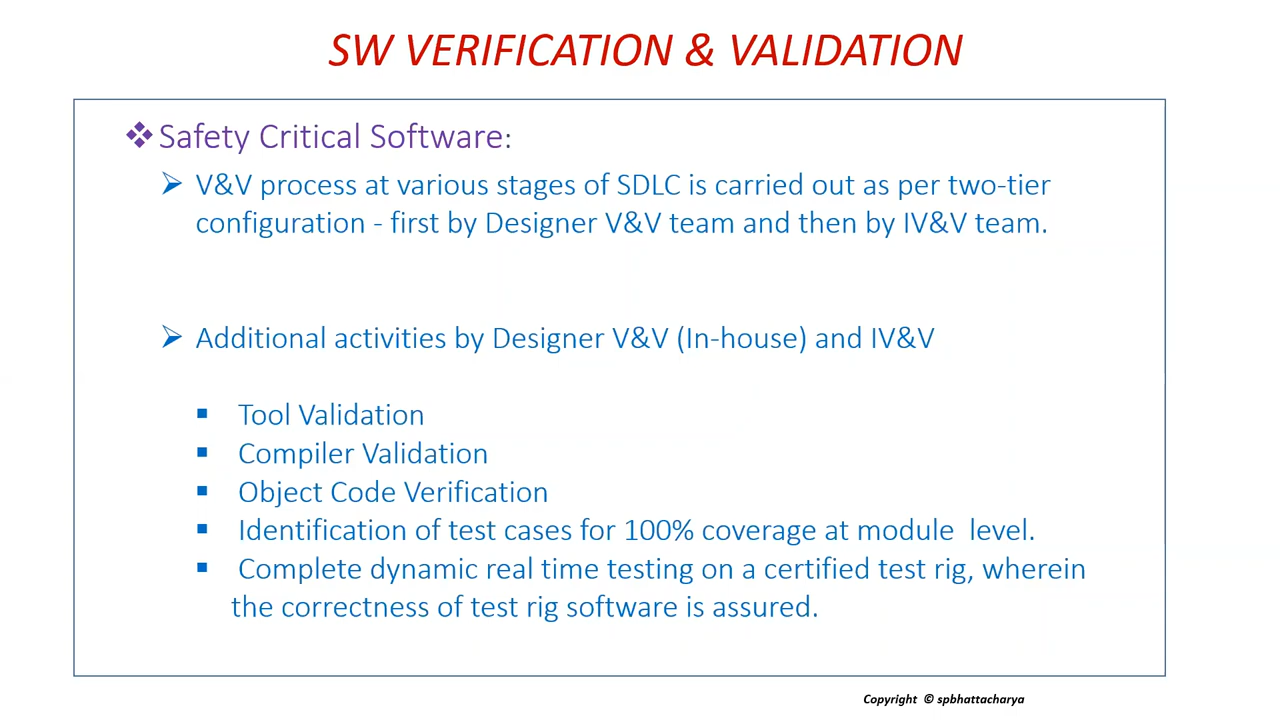 SW VERIFICATION & VALIDATION
❖Safety Critical Software:
➢ V&V process at various stages of SDLC is carried out as per two-tier
configuration - first by Designer V&V team and then by IV&V team.
➢ Additional activities by Designer V&V (In-house) and IV&V
▪ Tool Validation
▪ Compiler Validation
▪ Object Code Verification
▪ Identification of test cases for 100% coverage at module level.
▪ Complete dynamic real time testing on a certified test rig, wherein
the correctness of test rig software is assured.
Copyright © spbhattacharya